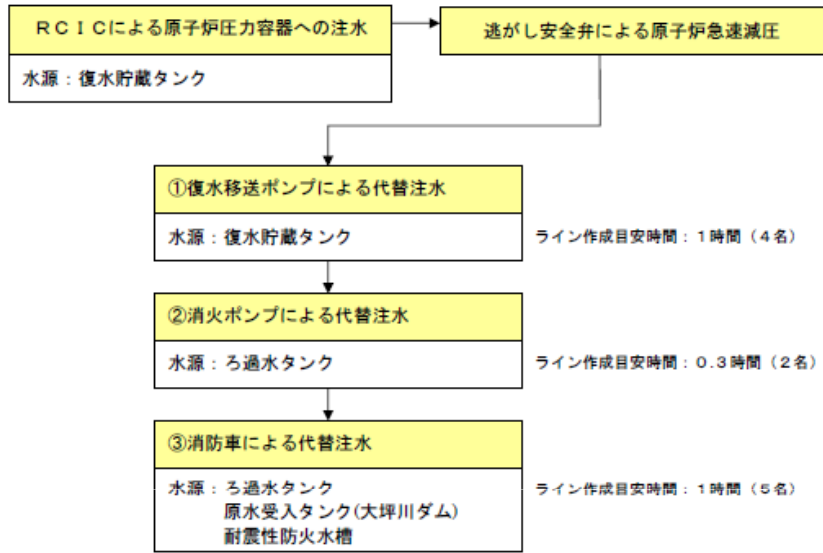 ＲＣＩＣによる原子炉圧力容器への注水
水源：復水貯蔵タンク
逃がし安全弁による原子炉急速減圧
①復水移送ポンプによる代替注水
水源：復水貯蔵タンク
ライン作成目安時間：１時間（４名）
②消火ポンプによる代替注水
水源：ろ過水タンク
ライン作成目安時間：０.３時間（２名）
③消防車による代替注水
水源：ろ過水タンク
原水受入タンク(大坪川ダム)
耐震性防火水槽
ライン作成目安時間：１時間（５名）